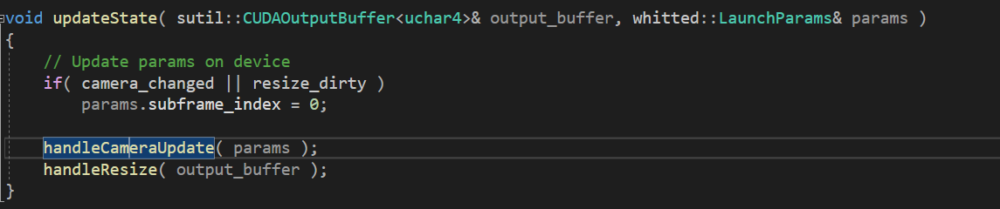 void updateState( sutil::CUDAOutputBuffer<uchar4>& output_buffer, whitted::LaunchParams& params )
{
    // Update params on device
    if( camera_changed || resize_dirty )
        params.subframe_index = 0;

    handleCameraUpdate( params );
    handleResize( output_buffer );
}